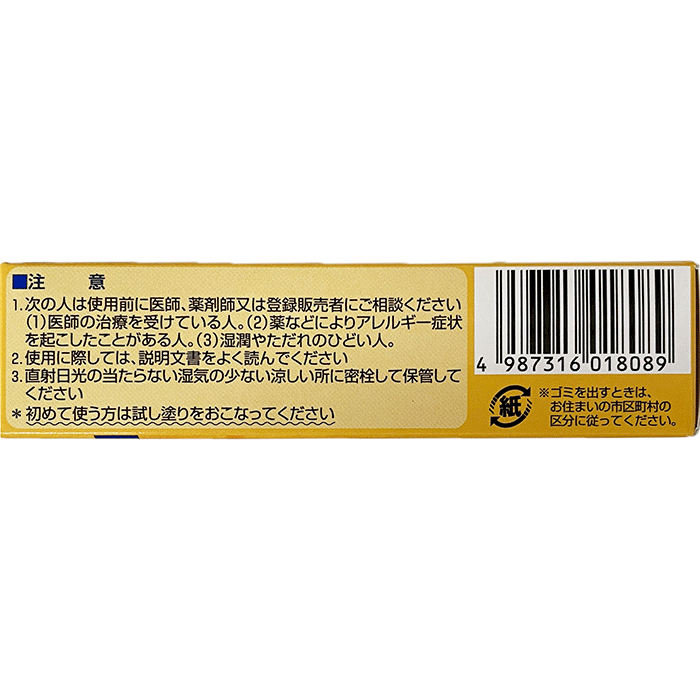 ■注　意
1.次の人は使用前に医師、薬剤師又は登録販売者にご相談ください
(1)医師の治療を受けている人。(2)薬などによりアレルギー症状
を起こしたことがある人。(3)湿潤やただれのひどい人。
2.使用に際しては、説明文書をよく読んでください
3.直射日光の当たらない湿気の少ない涼しい所に密栓して保管して
ください
*初めて使う方は試し塗りをおこなってください
4 987316 018089
紙
※ゴミを出すときは、
お住まいの市区町村の
区分に従ってください。